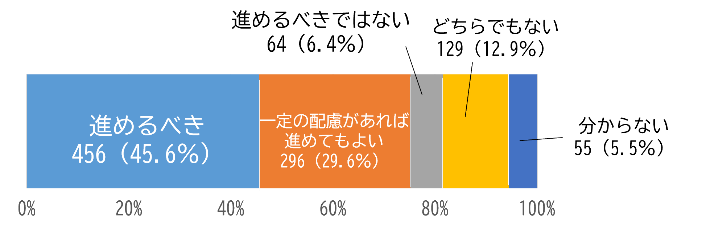 進めるべきではない
64（6.4%）
どちらでもない
129（12.9%）
進めるべき
456（45.6%）
一定の配慮があれば
進めてもよい
296（29.6%）
分からない
55（5.5%）
0%
20%
40%
60%
80%
100%